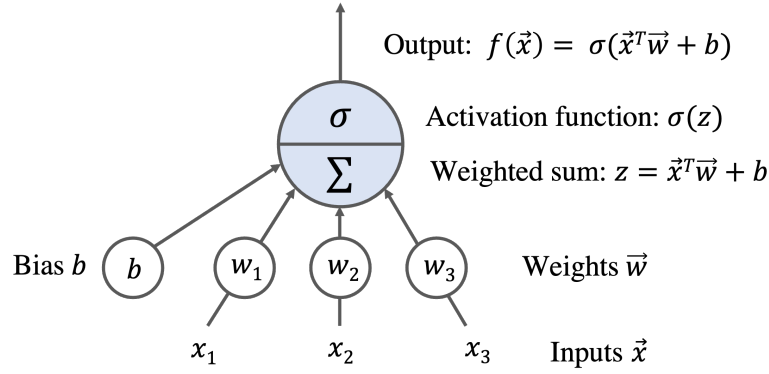 Output: f(x⃗) = σ(x⃗ᵀw⃗ + b)
σ
Activation function: σ(z)
Σ
Weighted sum: z = x⃗ᵀw⃗ + b
Bias b
b
w₁
w₂
w₃
Weights w⃗
x₁
x₂
x₃
Inputs x⃗